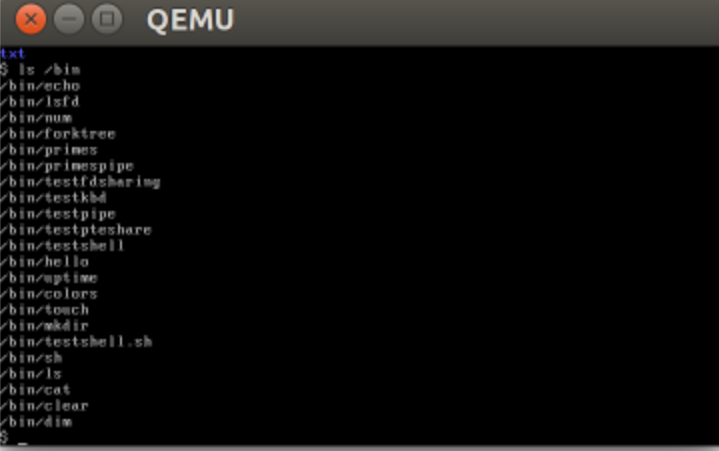 QEMU
txt
$ ls /bin
/bin/echo
/bin/lsfd
/bin/num
/bin/forktree
/bin/primes
/bin/primespipe
/bin/testfdsharing
/bin/testkbd
/bin/testpipe
/bin/testpteshare
/bin/testshell
/bin/hello
/bin/uptime
/bin/colors
/bin/touch
/bin/mkdir
/bin/testshell.sh
/bin/sh
/bin/ls
/bin/cat
/bin/clear
/bin/dim
$ _